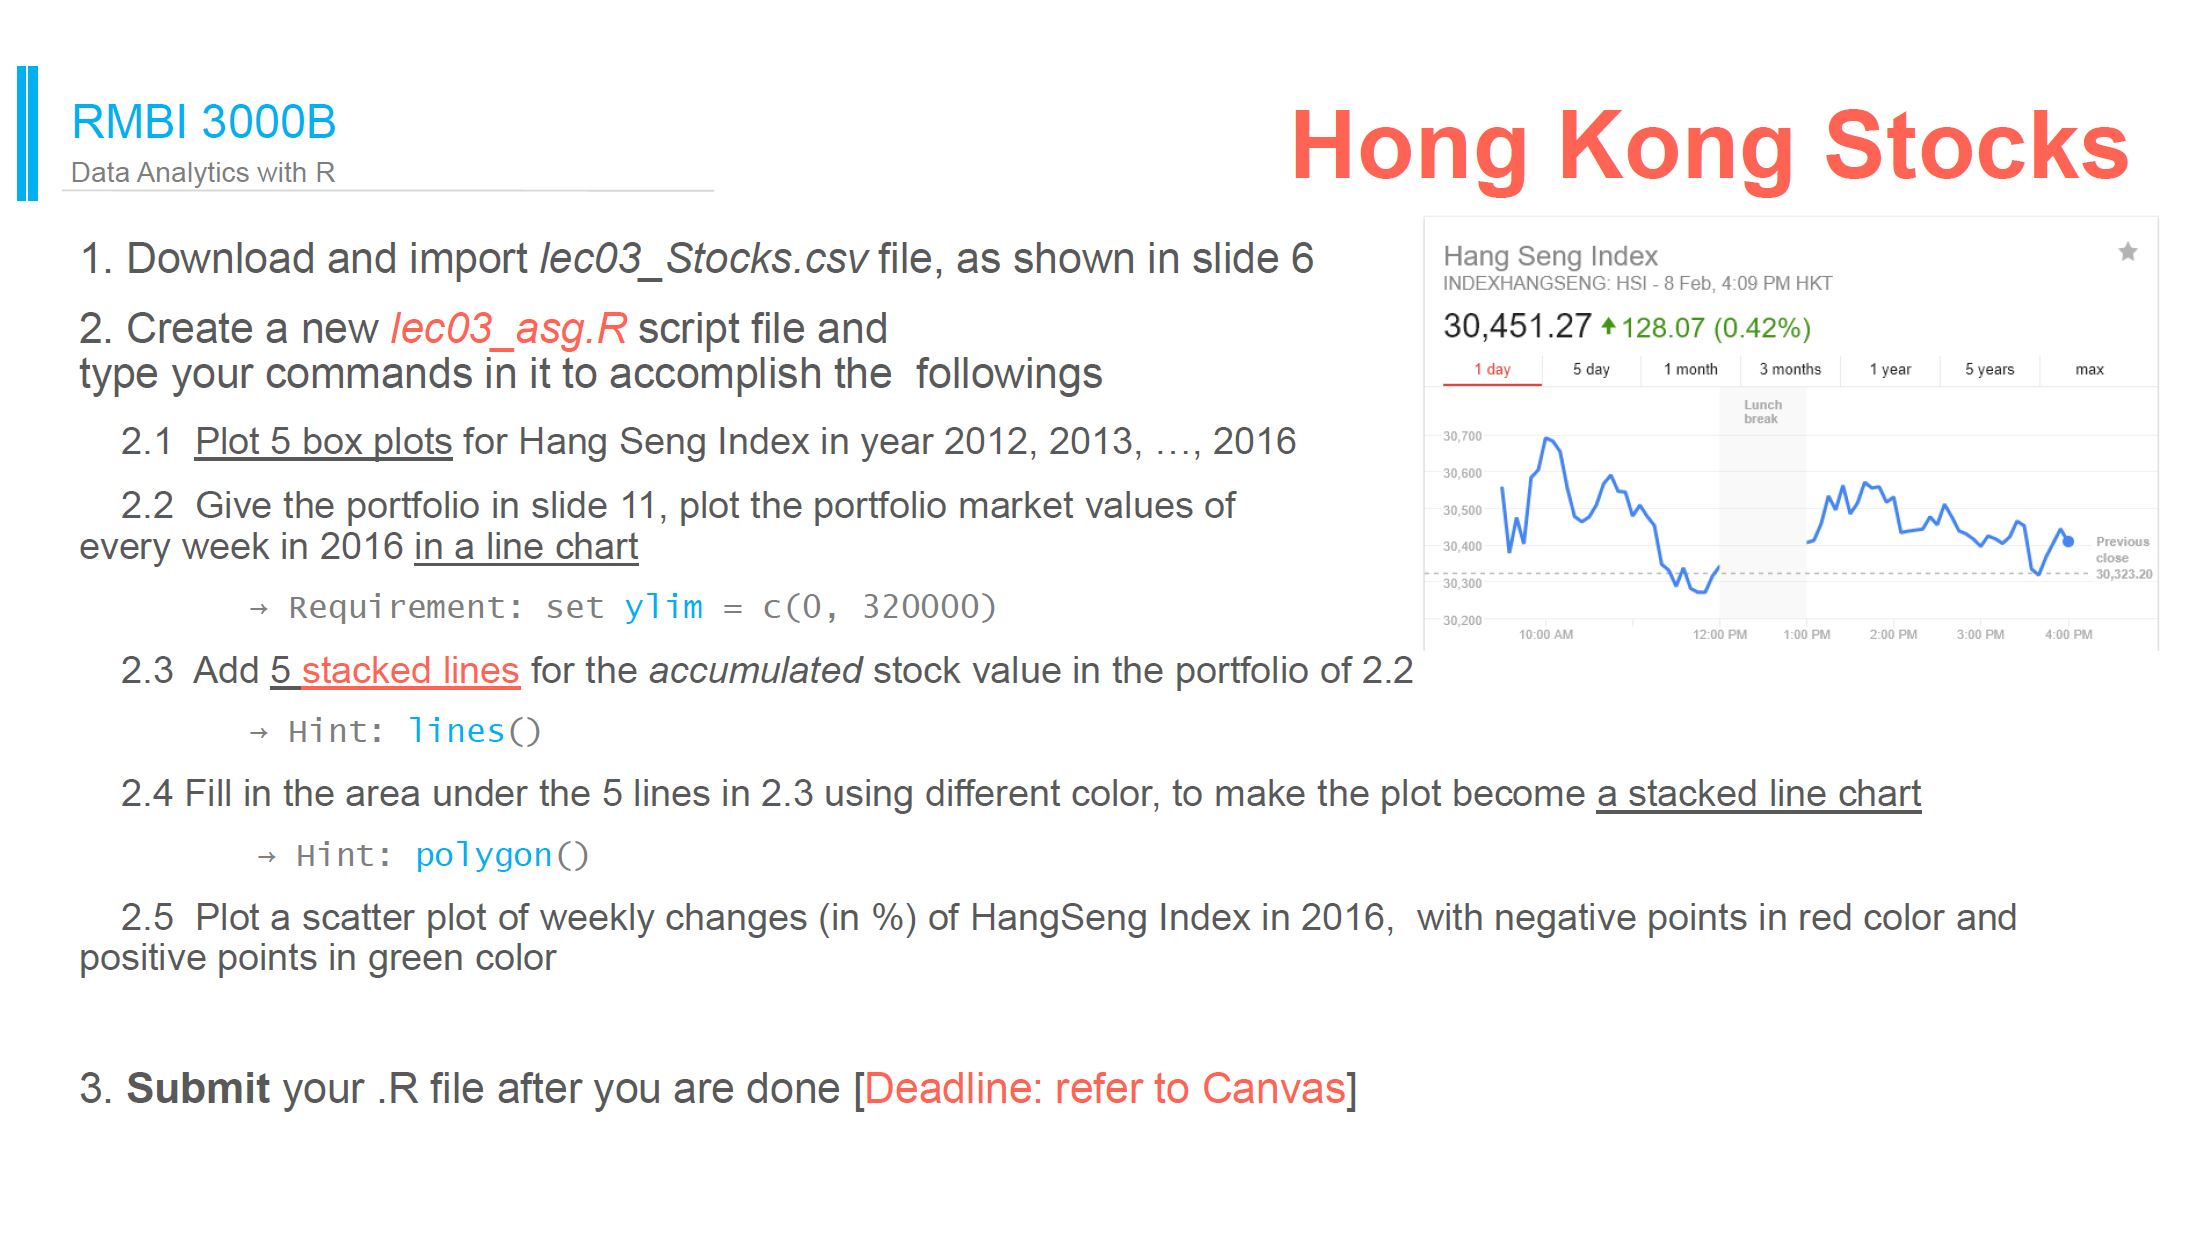 RMBI 3000B
Data Analytics with R
Hong Kong Stocks
1. Download and import lec03_Stocks.csv file, as shown in slide 6
2. Create a new lec03_asg.R script file and
type your commands in it to accomplish the  followings
2.1  Plot 5 box plots for Hang Seng Index in year 2012, 2013, …, 2016
2.2  Give the portfolio in slide 11, plot the portfolio market values of
every week in 2016 in a line chart
→ Requirement: set ylim = c(0, 320000)
2.3  Add 5 stacked lines for the accumulated stock value in the portfolio of 2.2
→ Hint: lines()
2.4 Fill in the area under the 5 lines in 2.3 using different color, to make the plot become a stacked line chart
→ Hint: polygon()
2.5  Plot a scatter plot of weekly changes (in %) of HangSeng Index in 2016,  with negative points in red color and
positive points in green color
3. Submit your .R file after you are done [Deadline: refer to Canvas]
Hang Seng Index
INDEXHANGSENG: HSI - 8 Feb, 4:09 PM HKT
30,451.27 128.07 (0.42%)
1 day 5 day 1 month 3 months 1 year 5 years max
Lunch
break
30,700
30,600
30,500
30,400
30,300
30,200
Previous
close
30,323.20
10:00 AM 12:00 PM 1:00 PM 2:00 PM 3:00 PM 4:00 PM